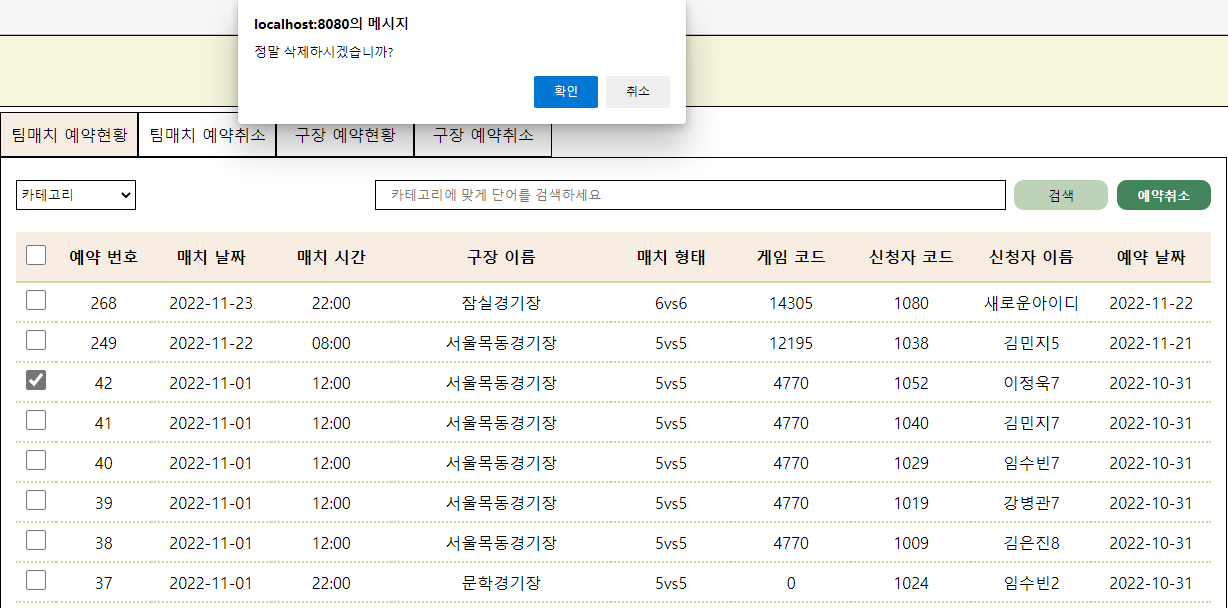 localhost:8080의 메시지
정말 삭제하시겠습니까?
확인 취소
팀매치 예약현황 팀매치 예약취소 구장 예약현황 구장 예약취소
카테고리 카테고리에 맞게 단어를 검색하세요 검색 예약취소
예약 번호 매치 날짜 매치 시간 구장 이름 매치 형태 게임 코드 신청자 코드 신청자 이름 예약 날짜
268 2022-11-23 22:00 잠실경기장 6vs6 14305 1080 새로운아이디 2022-11-22
249 2022-11-22 08:00 서울목동경기장 5vs5 12195 1038 김민지5 2022-11-21
42 2022-11-01 12:00 서울목동경기장 5vs5 4770 1052 이정욱7 2022-10-31
41 2022-11-01 12:00 서울목동경기장 5vs5 4770 1040 김민지7 2022-10-31
40 2022-11-01 12:00 서울목동경기장 5vs5 4770 1029 임수빈7 2022-10-31
39 2022-11-01 12:00 서울목동경기장 5vs5 4770 1019 강병관7 2022-10-31
38 2022-11-01 12:00 서울목동경기장 5vs5 4770 1009 김은진8 2022-10-31
37 2022-11-01 22:00 문학경기장 5vs5 0 1024 임수빈2 2022-10-31